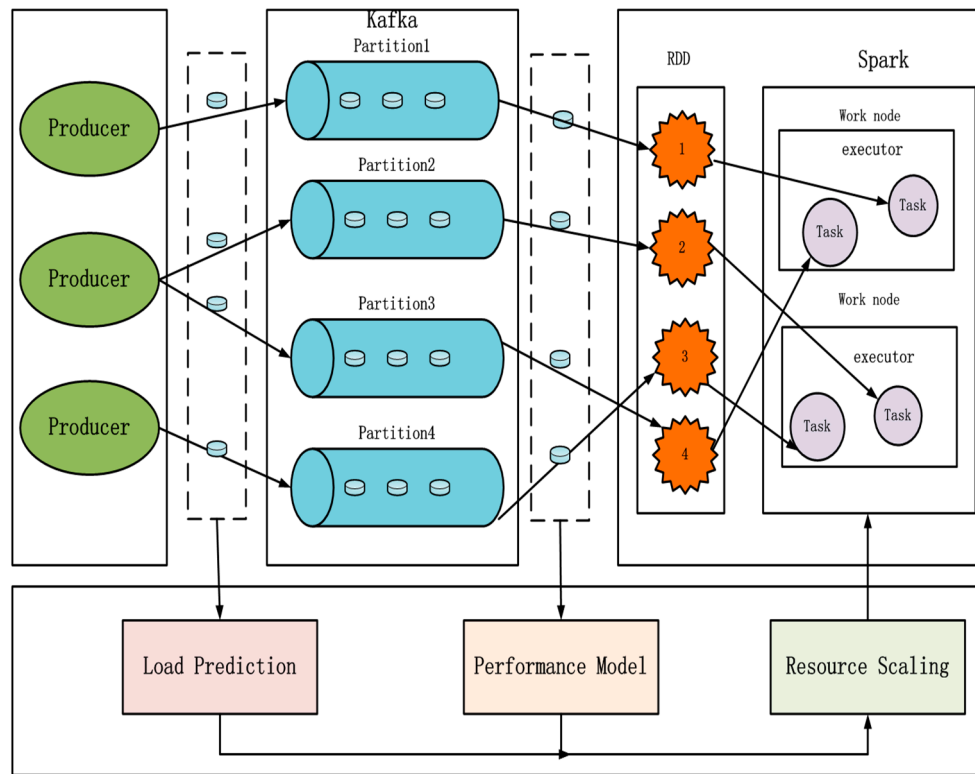 Kafka
Partition1
Producer
Partition2
Producer
Partition3
Producer
Partition4
RDD
1
2
3
4
Spark
Work node
executor
Task
Task
Work node
executor
Task
Task
Load Prediction
Performance Model
Resource Scaling